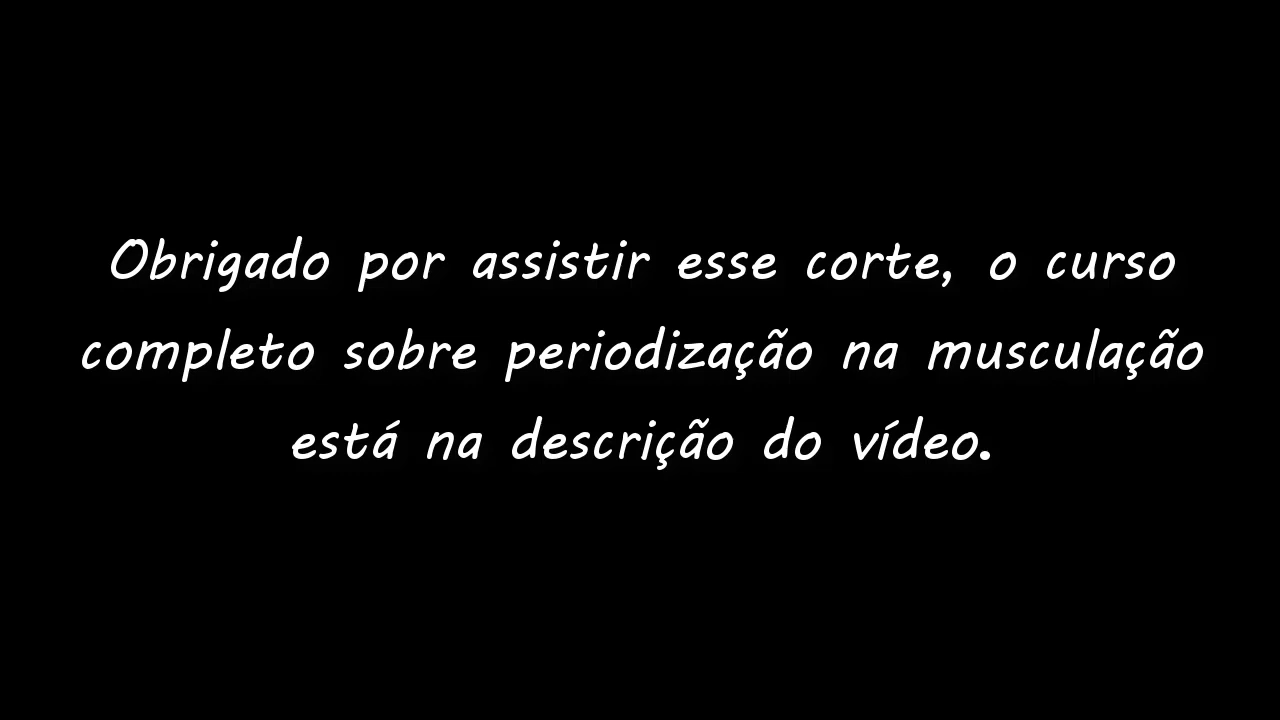 Obrigado por assistir esse corte, o curso
completo sobre periodização na musculação
está na descrição do vídeo.